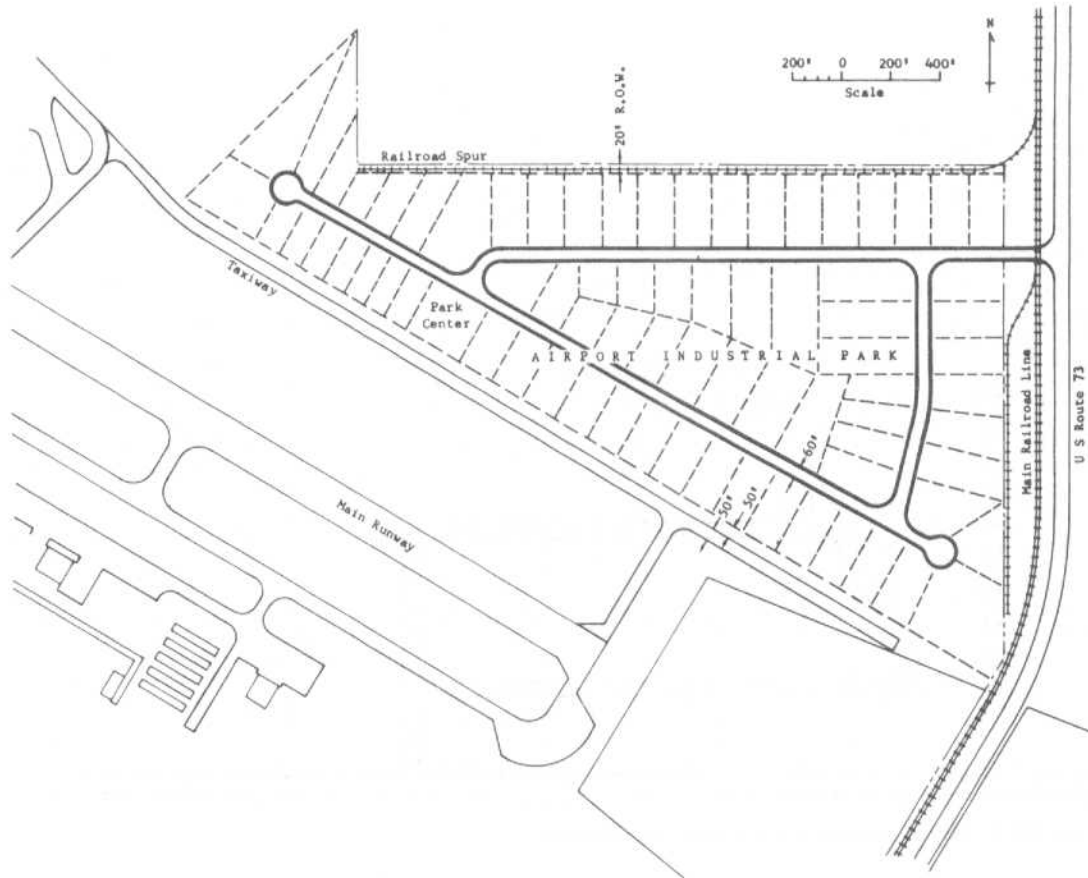 N
200' 0 200' 400'
Scale
20' R.O.W.
Railroad Spur
Taxiway
Park
Center
AIRPORT INDUSTRIAL PARK
Main Railroad Line
U S Route 73
60'
50'
50'
Main Runway